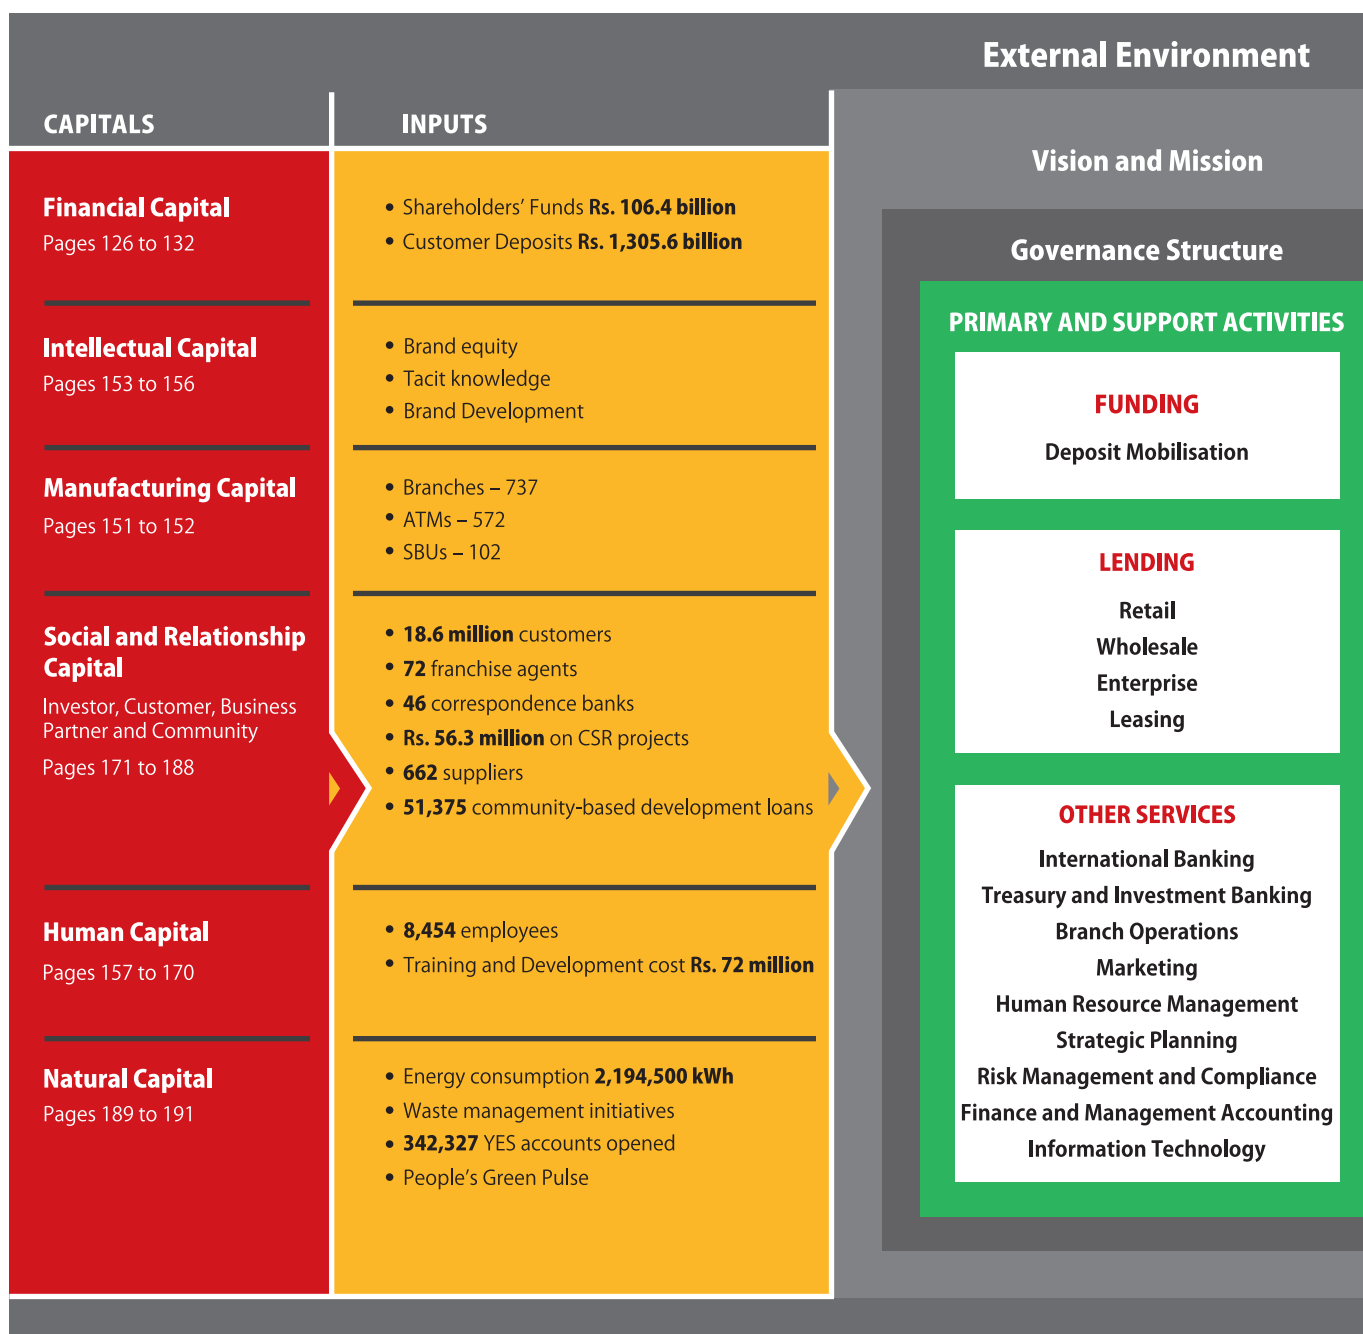 External Environment
CAPITALS
INPUTS
Vision and Mission
Financial Capital
Pages 126 to 132
• Shareholders' Funds Rs. 106.4 billion
• Customer Deposits Rs. 1,305.6 billion
Intellectual Capital
Pages 153 to 156
• Brand equity
• Tacit knowledge
• Brand Development
Manufacturing Capital
Pages 151 to 152
• Branches – 737
• ATMs – 572
• SBUs – 102
Social and Relationship
Capital
Investor, Customer, Business
Partner and Community
Pages 171 to 188
• 18.6 million customers
• 72 franchise agents
• 46 correspondence banks
• Rs. 56.3 million on CSR projects
• 662 suppliers
• 51,375 community-based development loans
Human Capital
Pages 157 to 170
• 8,454 employees
• Training and Development cost Rs. 72 million
Natural Capital
Pages 189 to 191
• Energy consumption 2,194,500 kWh
• Waste management initiatives
• 342,327 YES accounts opened
• People's Green Pulse
Governance Structure
PRIMARY AND SUPPORT ACTIVITIES
FUNDING
Deposit Mobilisation
LENDING
Retail
Wholesale
Enterprise
Leasing
OTHER SERVICES
International Banking
Treasury and Investment Banking
Branch Operations
Marketing
Human Resource Management
Strategic Planning
Risk Management and Compliance
Finance and Management Accounting
Information Technology